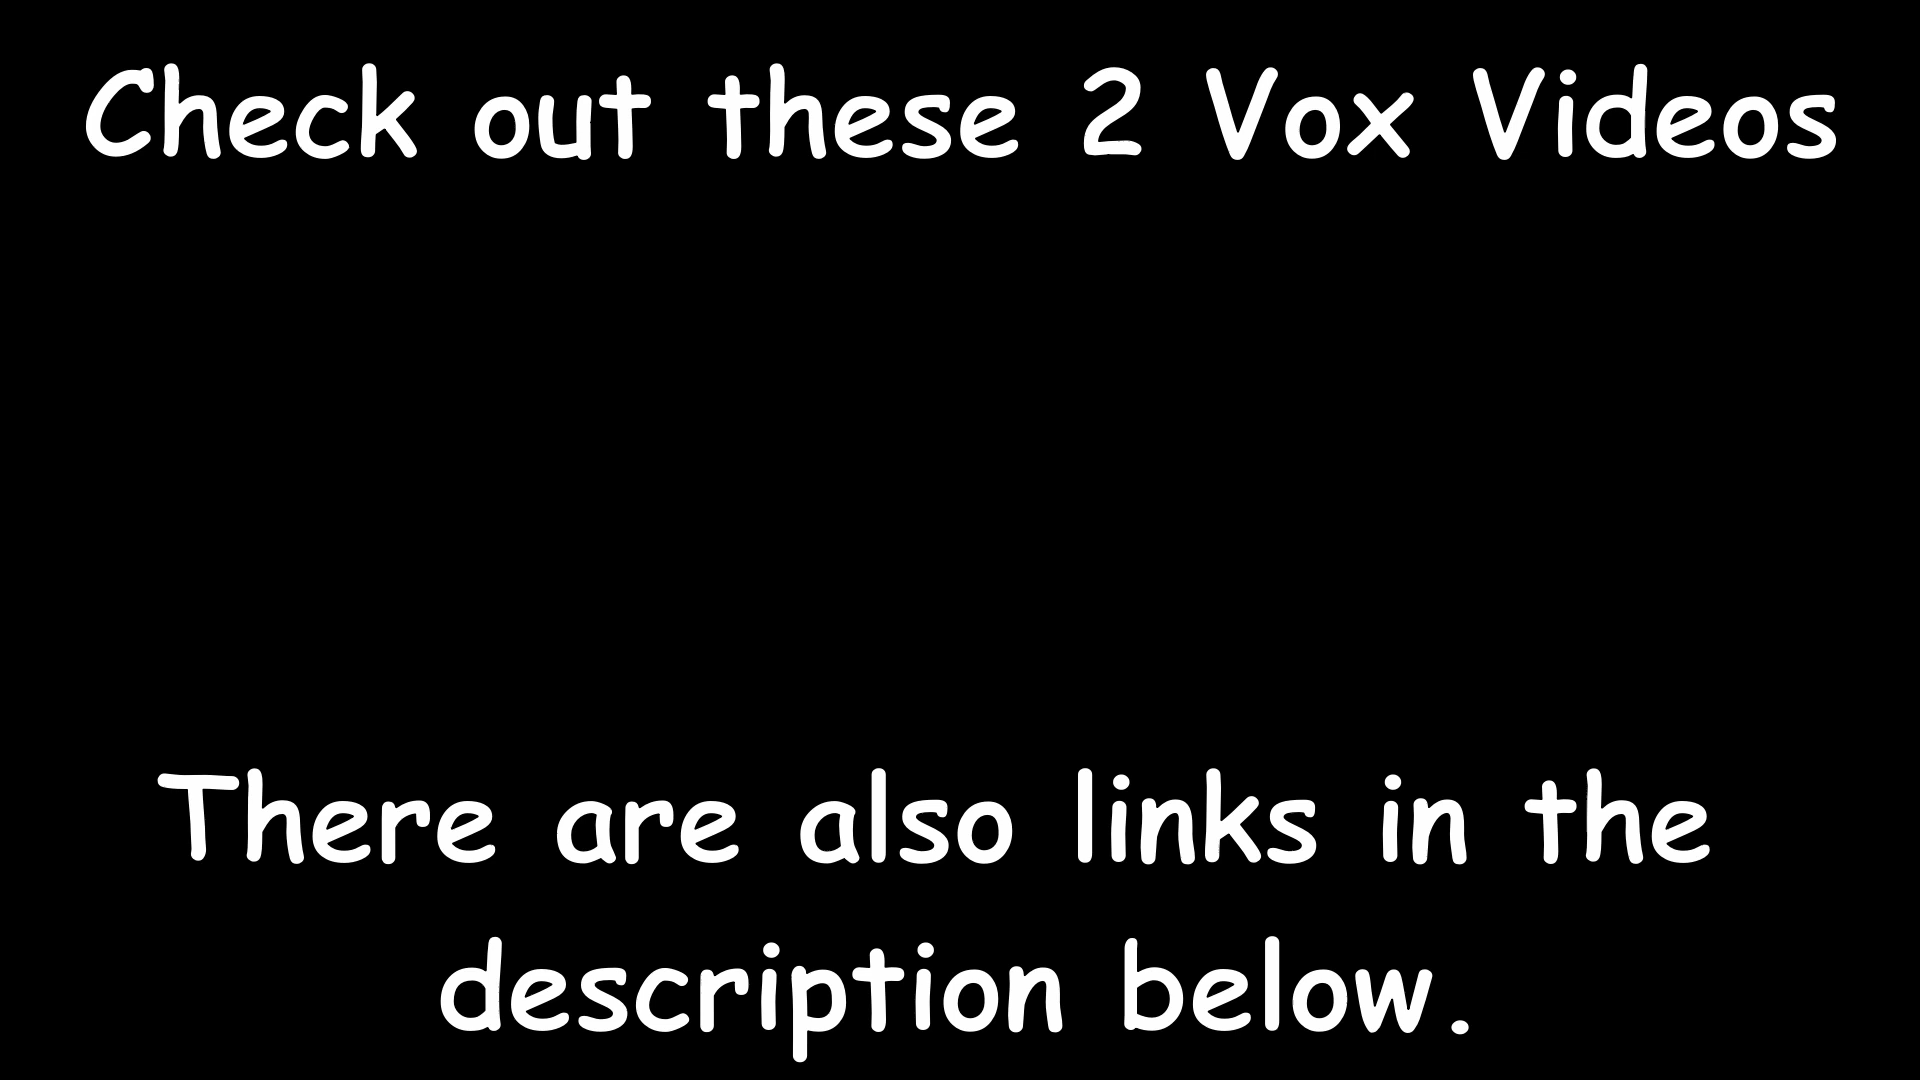 Check out these 2 Vox Videos
There are also links in the
description below.